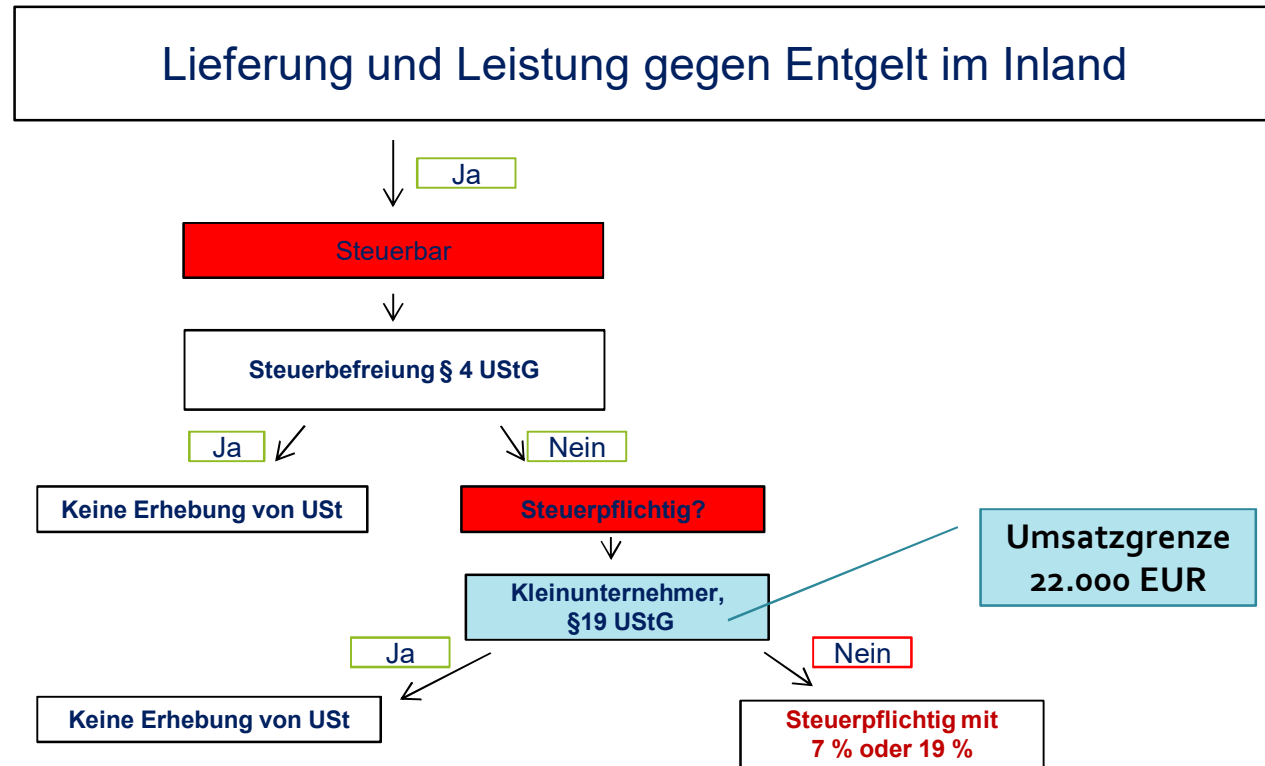 Lieferung und Leistung gegen Entgelt im Inland
Ja
Steuerbar
Steuerbefreiung § 4 UStG
Ja
Nein
Keine Erhebung von USt
Steuerpflichtig?
Umsatzgrenze
22.000 EUR
Kleinunternehmer,
§19 UStG
Ja
Nein
Keine Erhebung von USt
Steuerpflichtig mit
7 % oder 19 %